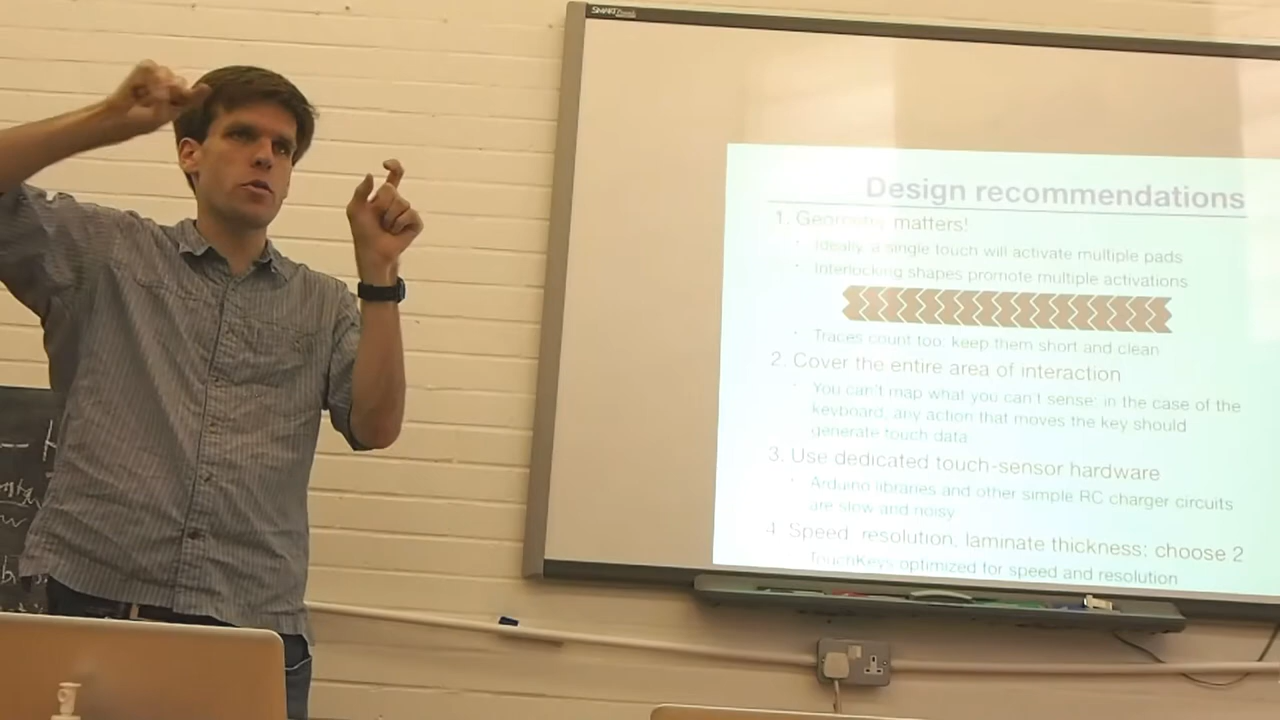 SMART
Design recommendations
1. Geometry matters!
· Ideally, a single touch will activate multiple pads
· Interlocking shapes promote multiple activations
· Traces count too: keep them short and clean
2. Cover the entire area of interaction
· You can't map what you can't sense: in the case of the
keyboard, any action that moves the key should
generate touch data
3. Use dedicated touch-sensor hardware
· Arduino libraries and other simple RC charger circuits
are slow and noisy
4. Speed, resolution, laminate thickness: choose 2
TouchKeys optimized for speed and resolution